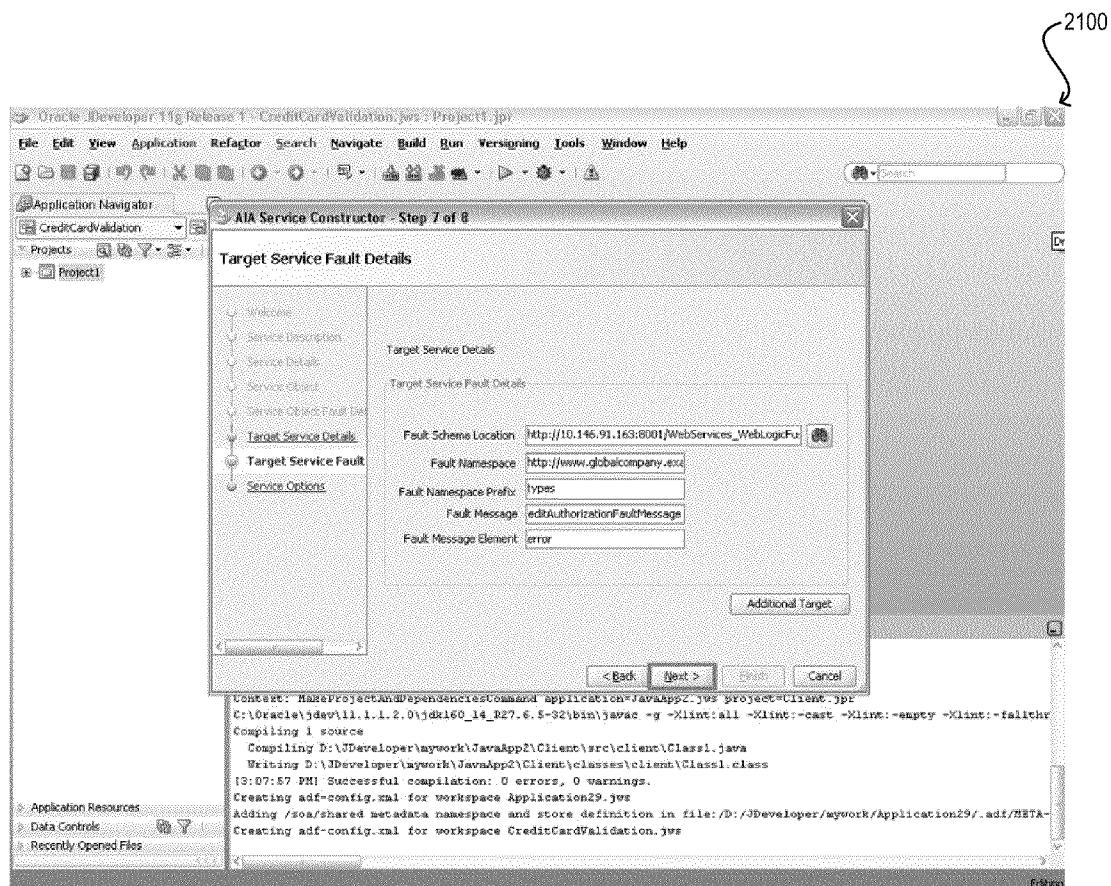 2100
Oracle JDeveloper 11g Release 1 - CreditCardValidation.jws : Project1.jpr
File Edit View Application Refactor Search Navigate Build Run Versioning Tools Window Help
Search
Application Navigator
CreditCardValidation
Projects
Project1
AIA Service Constructor - Step 7 of 8
Target Service Fault Details
Welcome
Service Description
Service Details
Service Object
Service Object Fault Det
Target Service Details
Target Service Fault
Service Options
Target Service Details
Target Service Fault Details
Fault Schema Location http://10.146.91.163:8001/WebServices_WebLogicFu
Fault Namespace http://www.globalcompany.exa
Fault Namespace Prefix types
Fault Message editAuthorizationFaultMessage
Fault Message Element error
Additional Target
< Back Next > Finish Cancel
Context: MakeProjectAndDependenciesCommand application=JavaApp2.jws project=Client.jpr
C:\Oracle\jdev\11.1.1.2.0\jdk160_14_R27.6.5-32\bin\javac -g -Xlint:all -Xlint:-cast -Xlint:-empty -Xlint:-fallthr
Compiling 1 source
Compiling D:\JDeveloper\mywork\JavaApp2\Client\src\client\Class1.java
Writing D:\JDeveloper\mywork\JavaApp2\Client\classes\client\Class1.class
[3:07:57 PM] Successful compilation: 0 errors, 0 warnings.
Creating adf-config.xml for workspace Application29.jws
Adding /soa/shared metadata namespace and store definition in file:/D:/JDeveloper/mywork/Application29/.adf/META-
Creating adf-config.xml for workspace CreditCardValidation.jws
Application Resources
Data Controls
Recently Opened Files
Editing